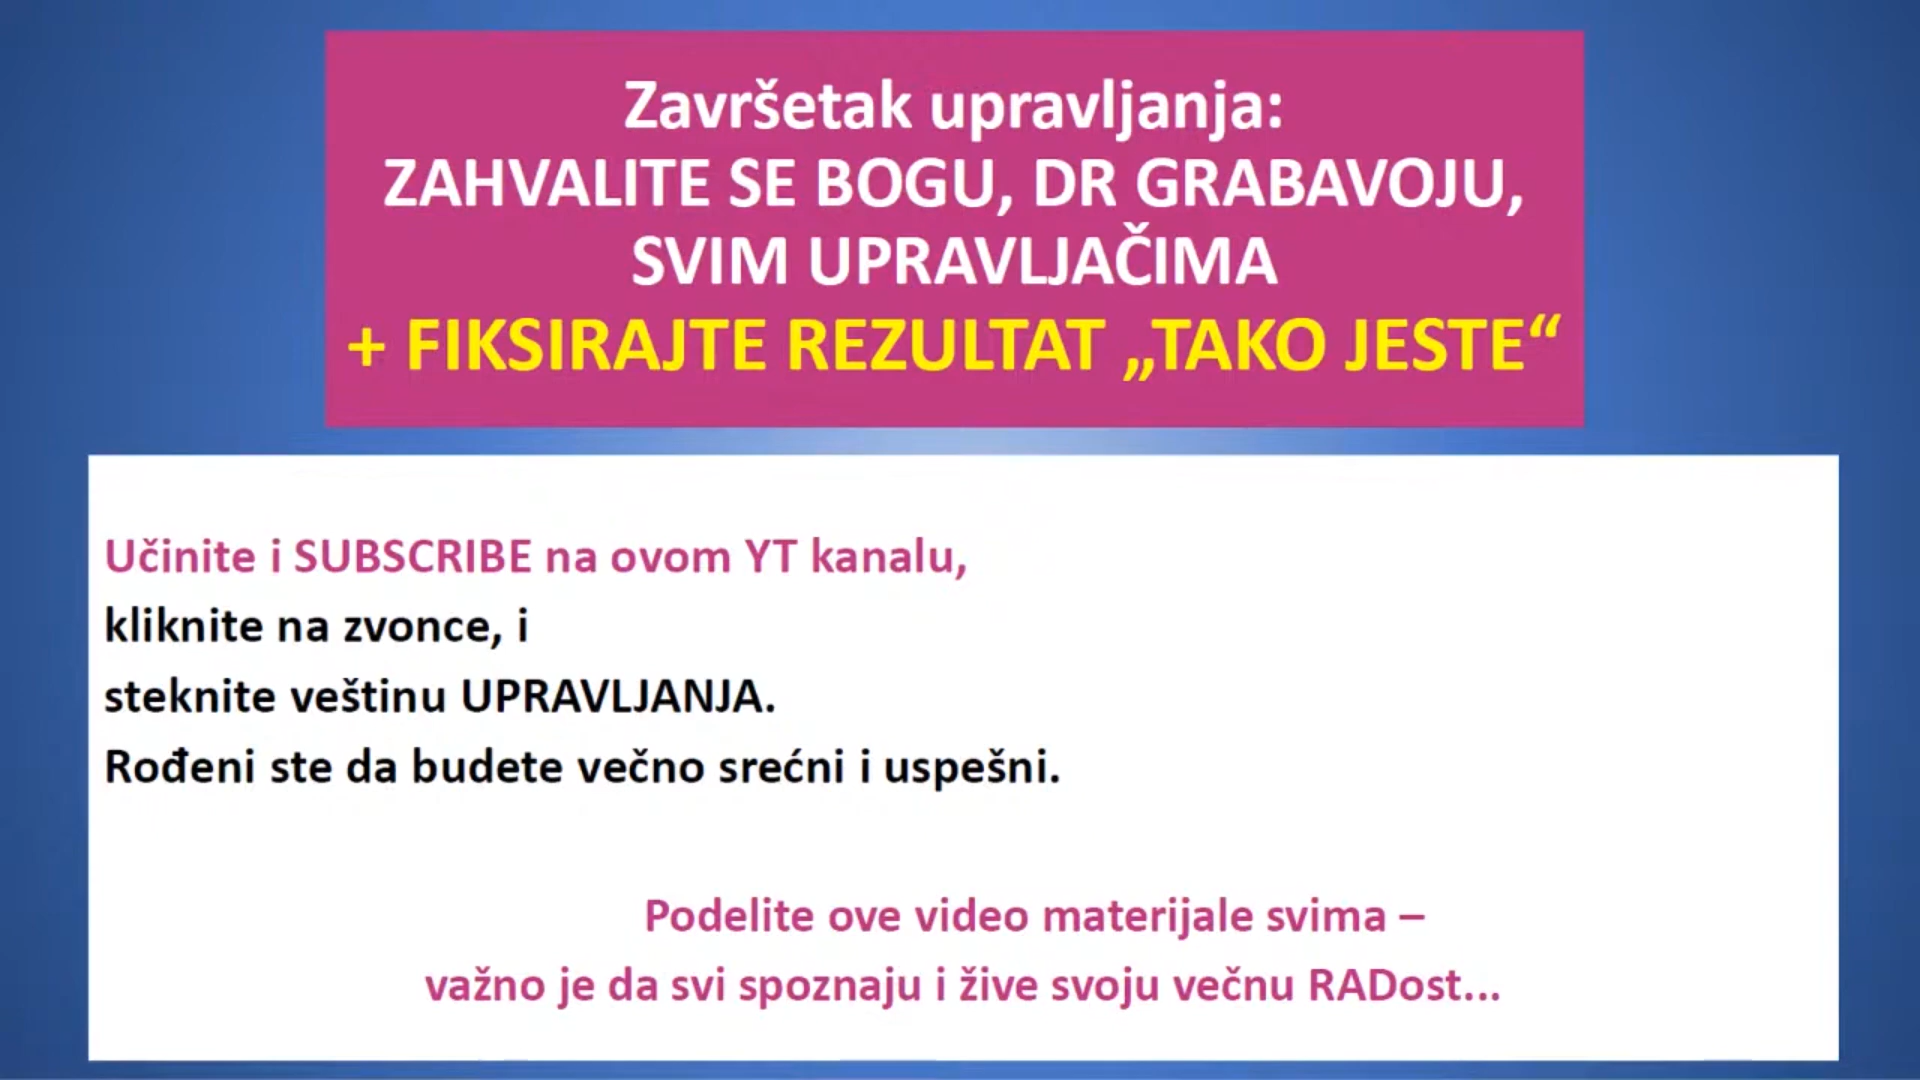 Završetak upravljanja:
ZAHVALITE SE BOGU, DR GRABAVOJU,
SVIM UPRAVLJAČIMA
+ FIKSIRAJTE REZULTAT „TAKO JESTE“
Učinite i SUBSCRIBE na ovom YT kanalu,
kliknite na zvonce, i
steknite veštinu UPRAVLJANJA.
Rođeni ste da budete večno srećni i uspešni.
Podelite ove video materijale svima –
važno je da svi spoznaju i žive svoju večnu RADost...